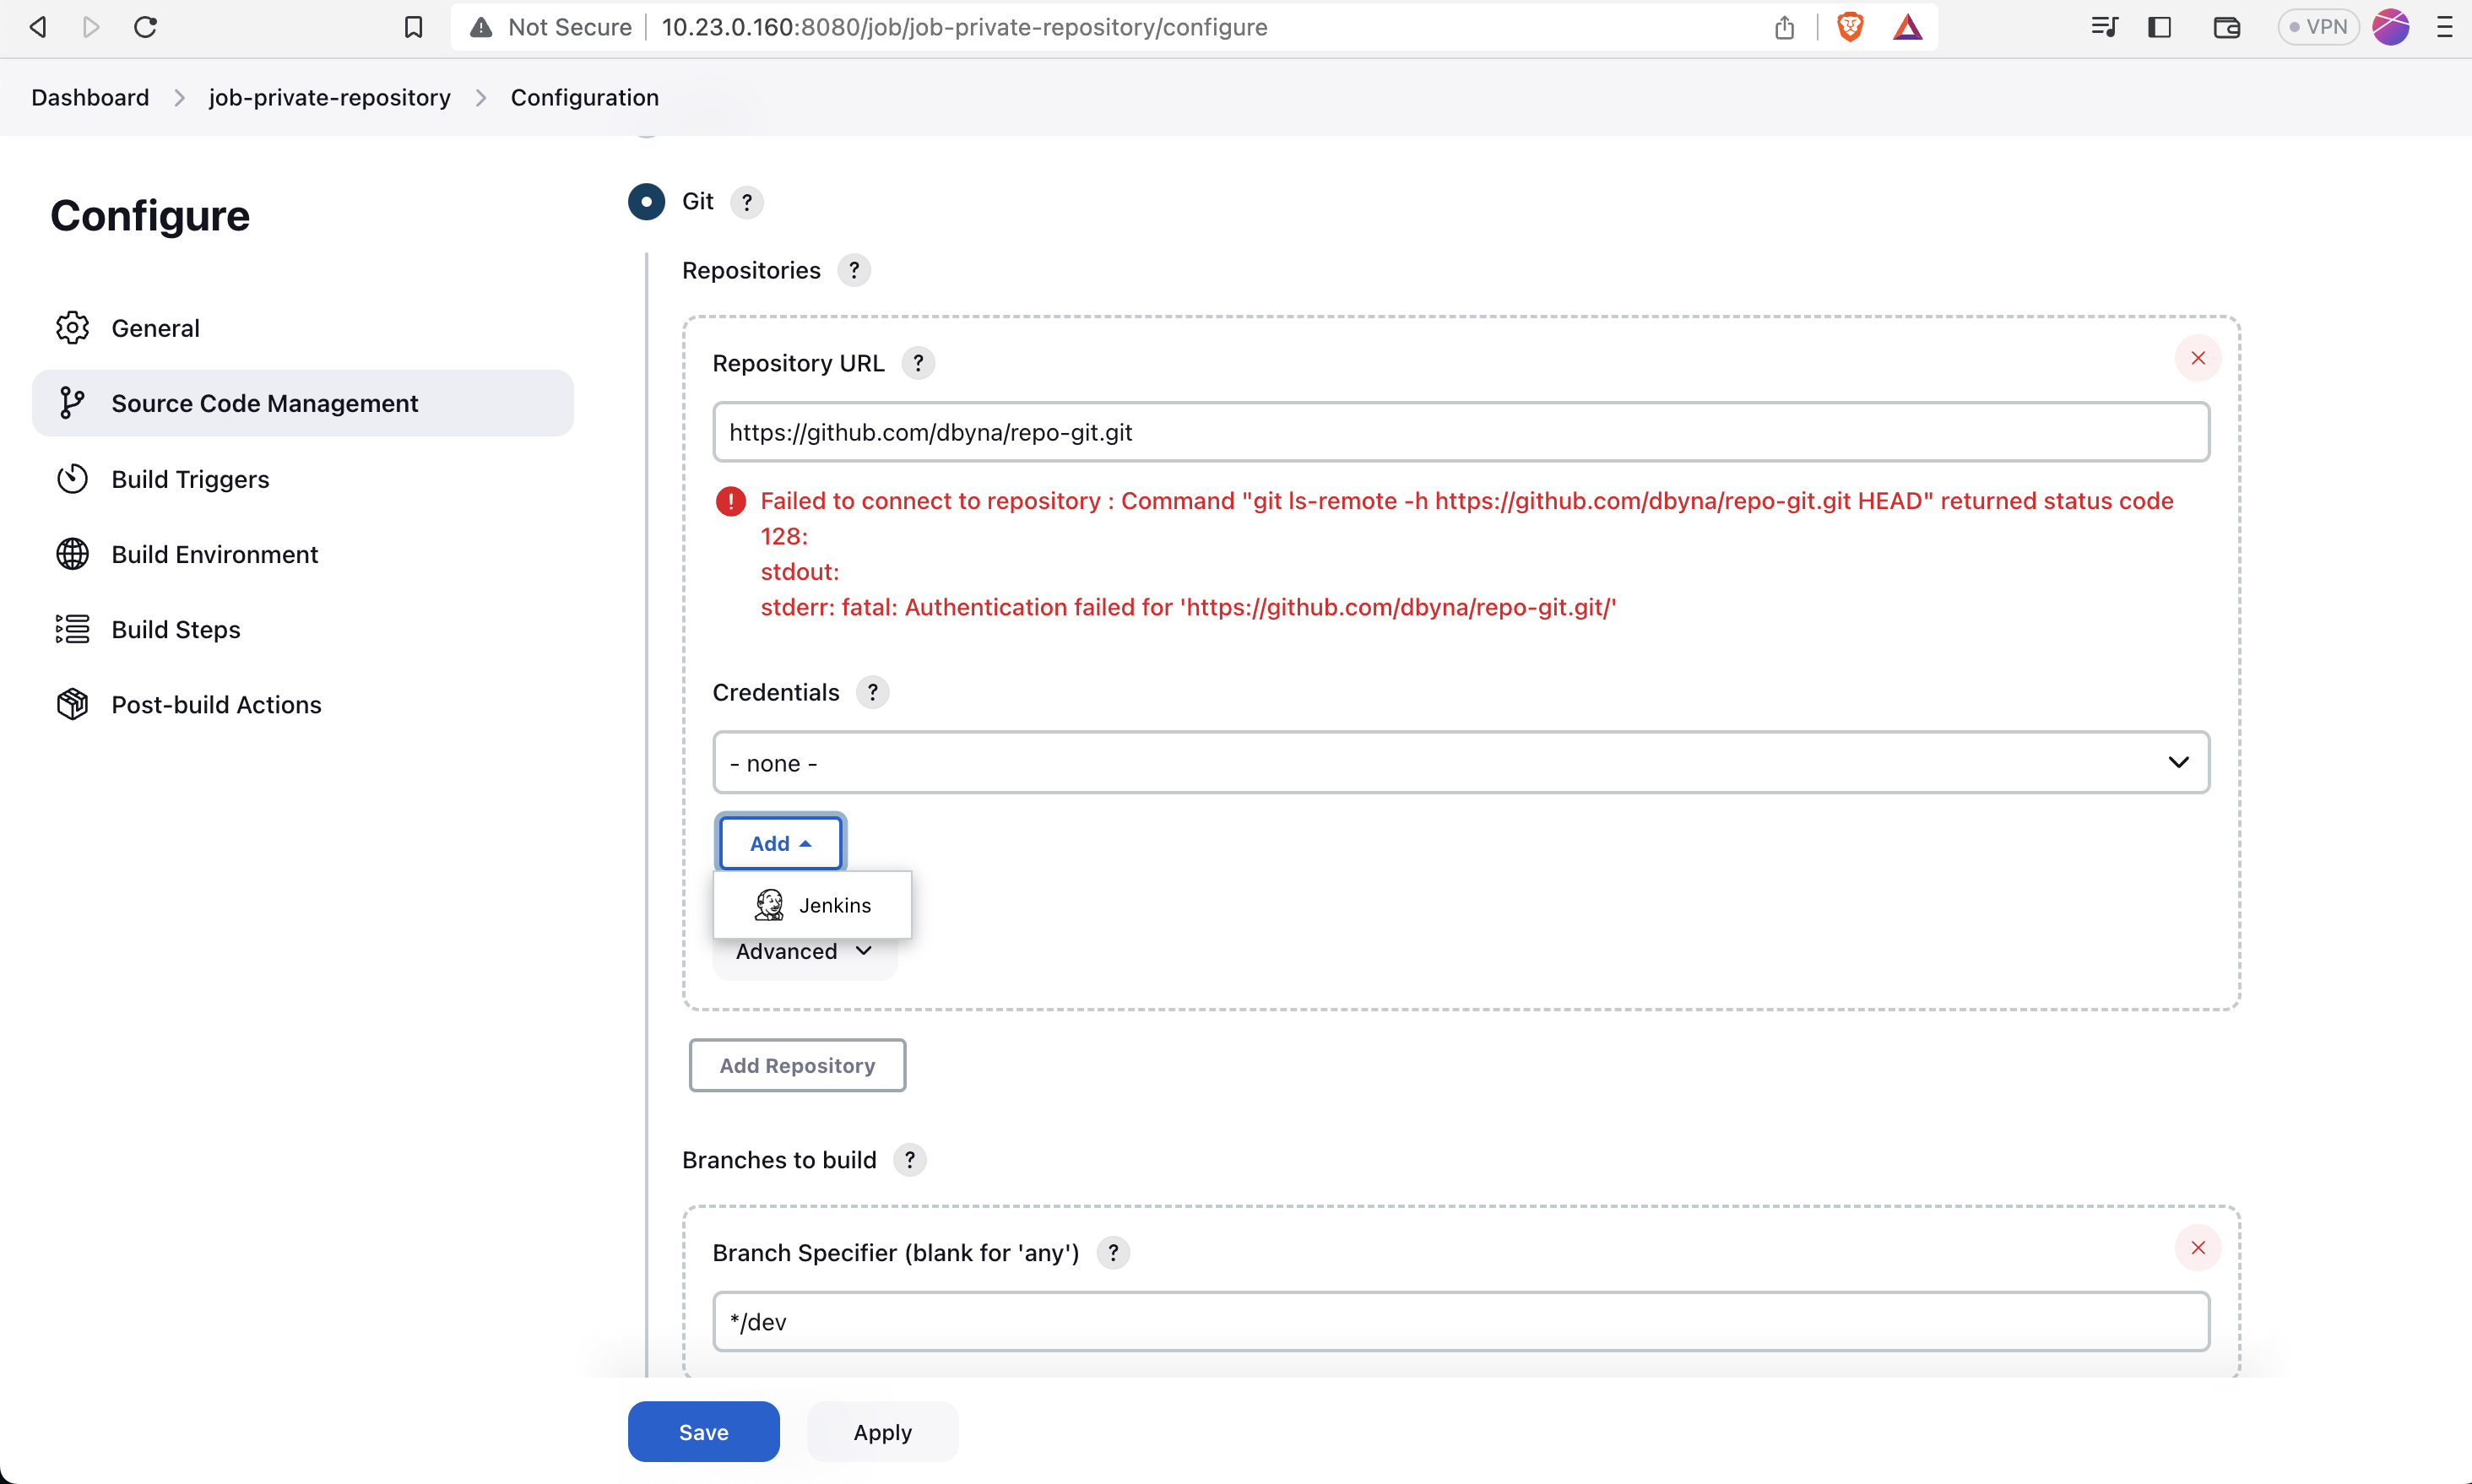 Not Secure 10.23.0.160:8080/job/job-private-repository/configure VPN
Dashboard job-private-repository Configuration
Configure
General
Source Code Management
Build Triggers
Build Environment
Build Steps
Post-build Actions
Git ?
Repositories ?
Repository URL ?
https://github.com/dbyna/repo-git.git
Failed to connect to repository : Command "git ls-remote -h https://github.com/dbyna/repo-git.git HEAD" returned status code
128:
stdout:
stderr: fatal: Authentication failed for 'https://github.com/dbyna/repo-git.git/'
Credentials ?
- none -
Add
Jenkins
Advanced
Add Repository
Branches to build ?
Branch Specifier (blank for 'any') ?
*/dev
Save Apply